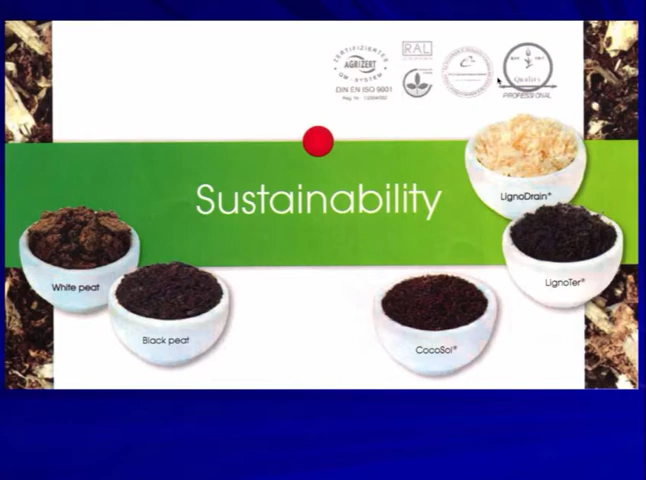 ZERTIFIZIERTES
AGRIZERT
QM - SYSTEM
DIN EN ISO 9001
RAL
QUALITY
PROFESSIONAL
Sustainability
LignoDrain®
LignoTer®
White peat
Black peat
CocoSol®